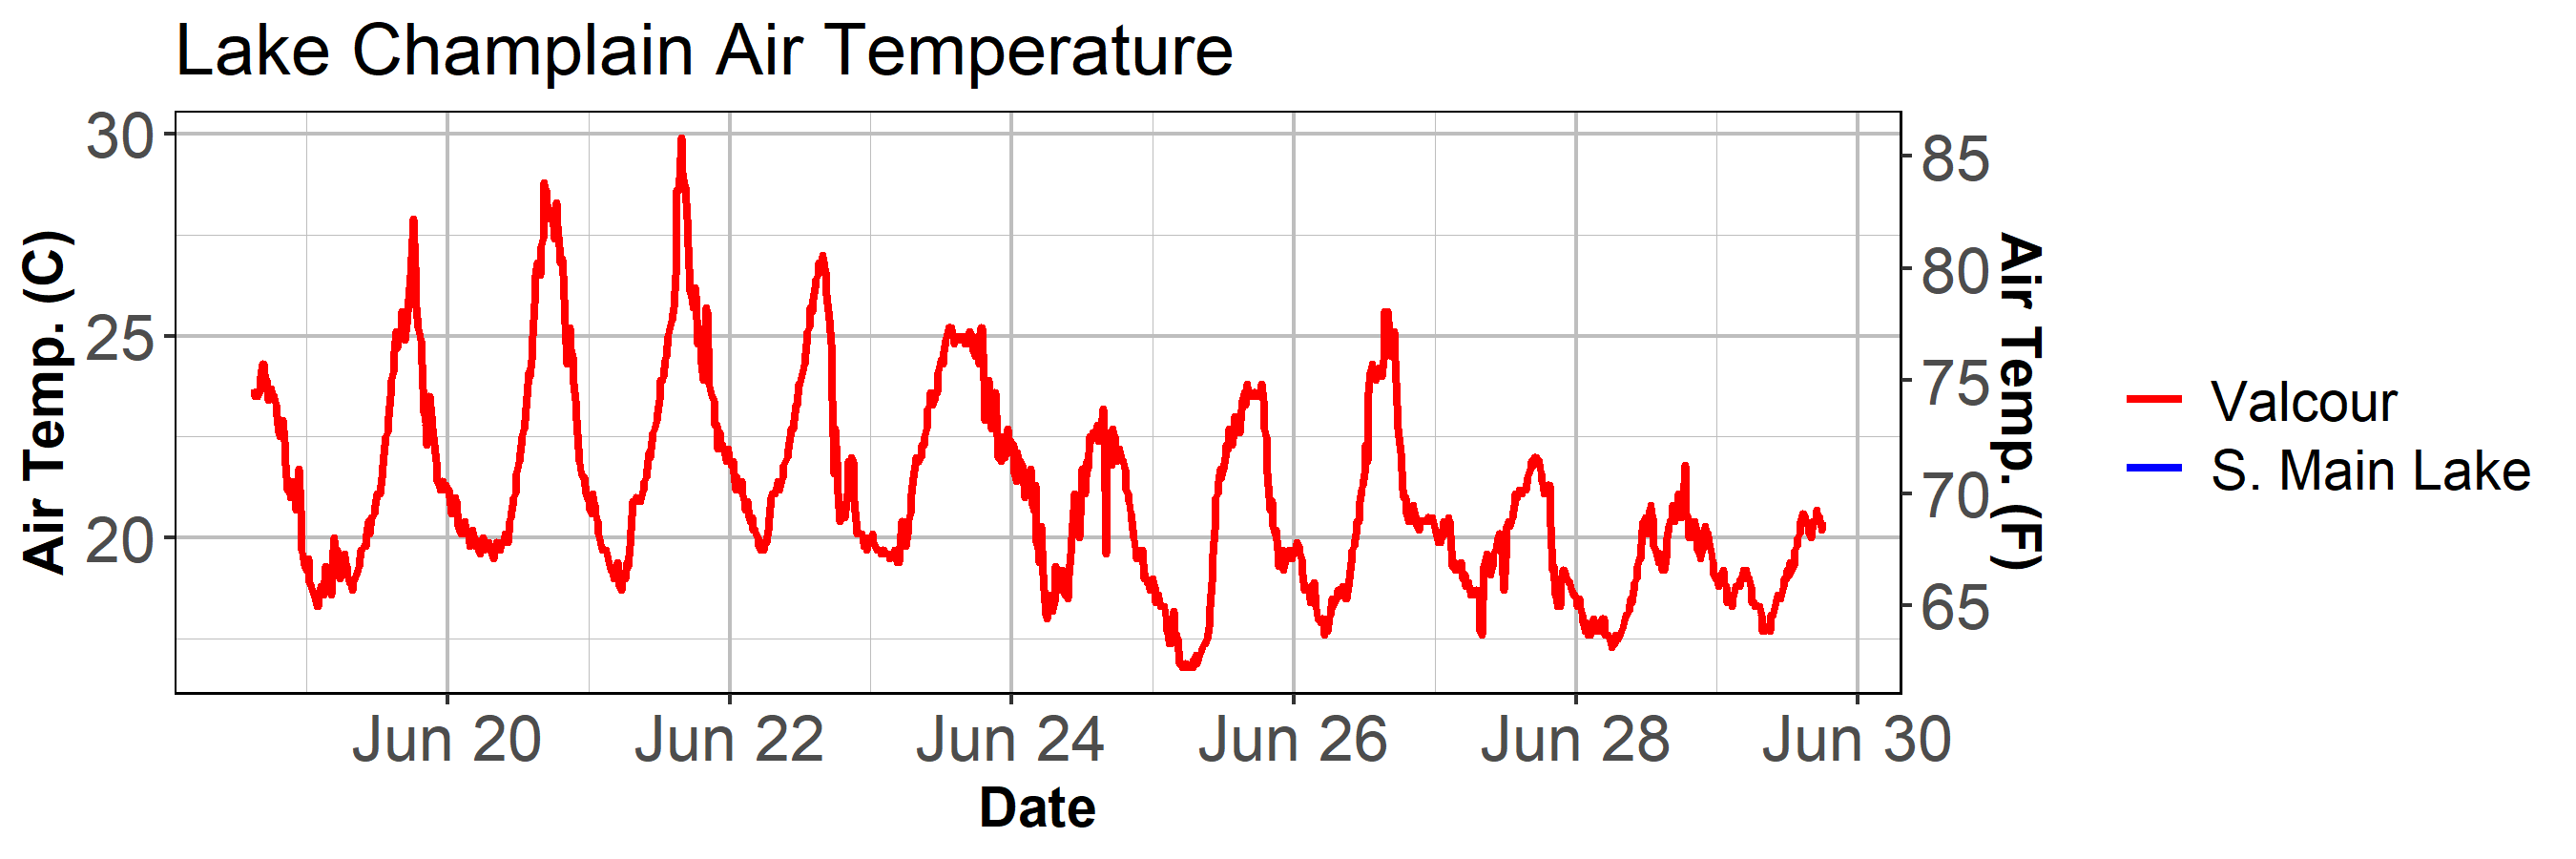 Lake Champlain Air Temperature
Air Temp. (C)
30
25
20
85
80
75
70
65
Air Temp. (F)
Jun 20 Jun 22 Jun 24 Jun 26 Jun 28 Jun 30
Date
Valcour
S. Main Lake